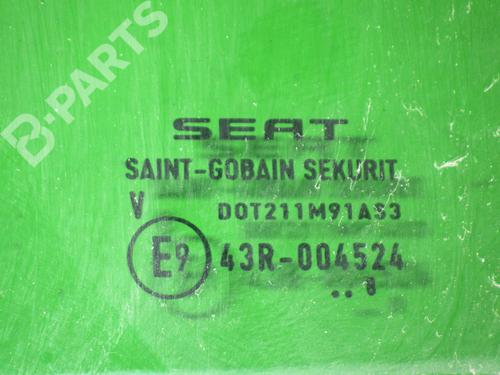 B-PARTS
SEAT
SAINT-GOBAIN SEKURIT
V DOT211M91AS3
E9 43R-004524